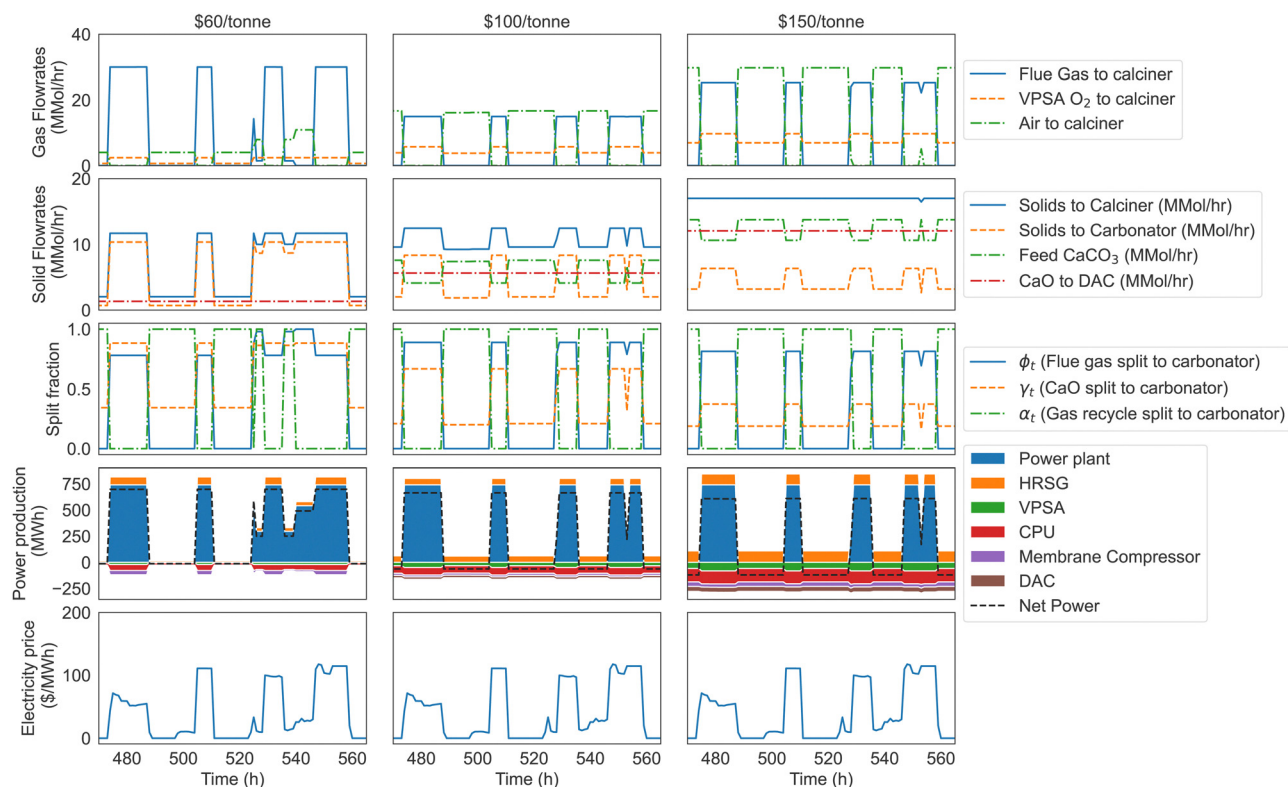 $60/tonne
$100/tonne
$150/tonne
Gas Flowrates
(MMol/hr)
40
20
0
Flue Gas to calciner
VPSA O₂ to calciner
Air to calciner
Solid Flowrates
(MMol/hr)
20
10
0
Solids to Calciner (MMol/hr)
Solids to Carbonator (MMol/hr)
Feed CaCO₃ (MMol/hr)
CaO to DAC (MMol/hr)
Split fraction
1.0
0.5
0.0
ϕₜ (Flue gas split to carbonator)
γₜ (CaO split to carbonator)
αₜ (Gas recycle split to carbonator)
Power production
(MWh)
750
500
250
0
−250
Power plant
HRSG
VPSA
CPU
Membrane Compressor
DAC
Net Power
Electricity price
($/MWh)
200
100
0
480 500 520 540 560
480 500 520 540 560
480 500 520 540 560
Time (h)
Time (h)
Time (h)